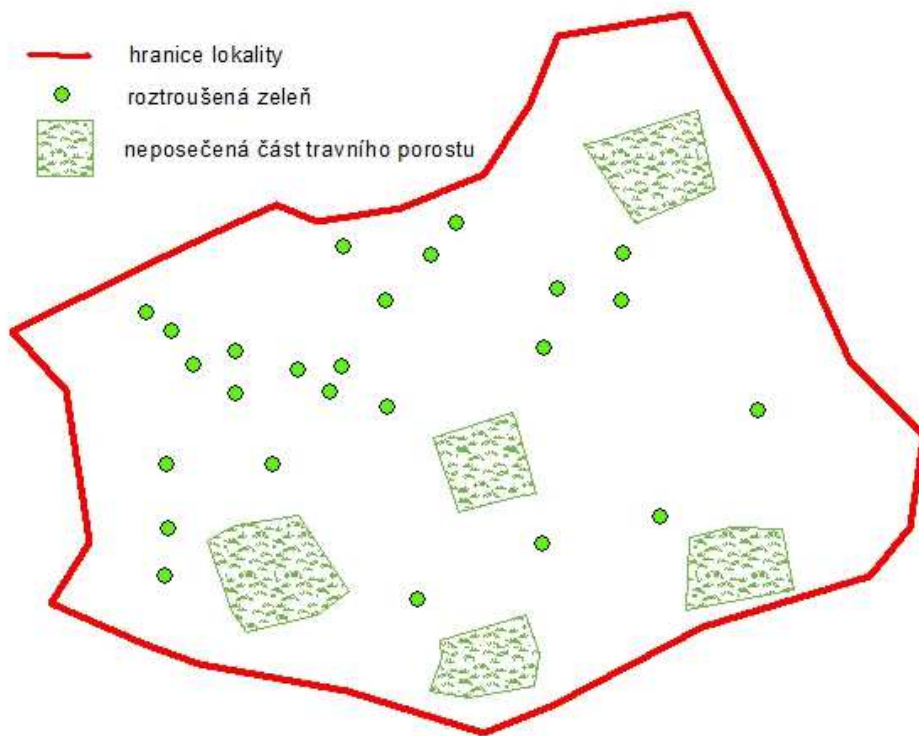 hranice lokality
roztroušená zeleň
neposečená část travního porostu